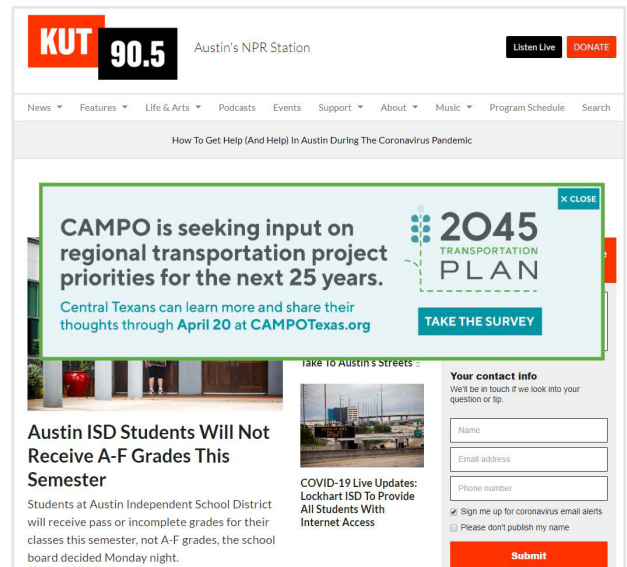 KUT 90.5
Austin's NPR Station
Listen Live
DONATE
News
Features
Life & Arts
Podcasts
Events
Support
About
Music
Program Schedule
Search
How To Get Help (And Help) In Austin During The Coronavirus Pandemic
X CLOSE
CAMPO is seeking input on
regional transportation project
priorities for the next 25 years.
Central Texans can learn more and share their
thoughts through April 20 at CAMPOTexas.org
2045
TRANSPORTATION
PLAN
TAKE THE SURVEY
Take To Austin's Streets
Austin ISD Students Will Not
Receive A-F Grades This
Semester
Students at Austin Independent School District
will receive pass or incomplete grades for their
classes this semester, not A-F grades, the school
board decided Monday night.
COVID-19 Live Updates:
Lockhart ISD To Provide
All Students With
Internet Access
Your contact info
We'll be in touch if we look into your
question or tip.
Name
Email address
Phone number
Sign me up for coronavirus email alerts
Please don't publish my name
Submit